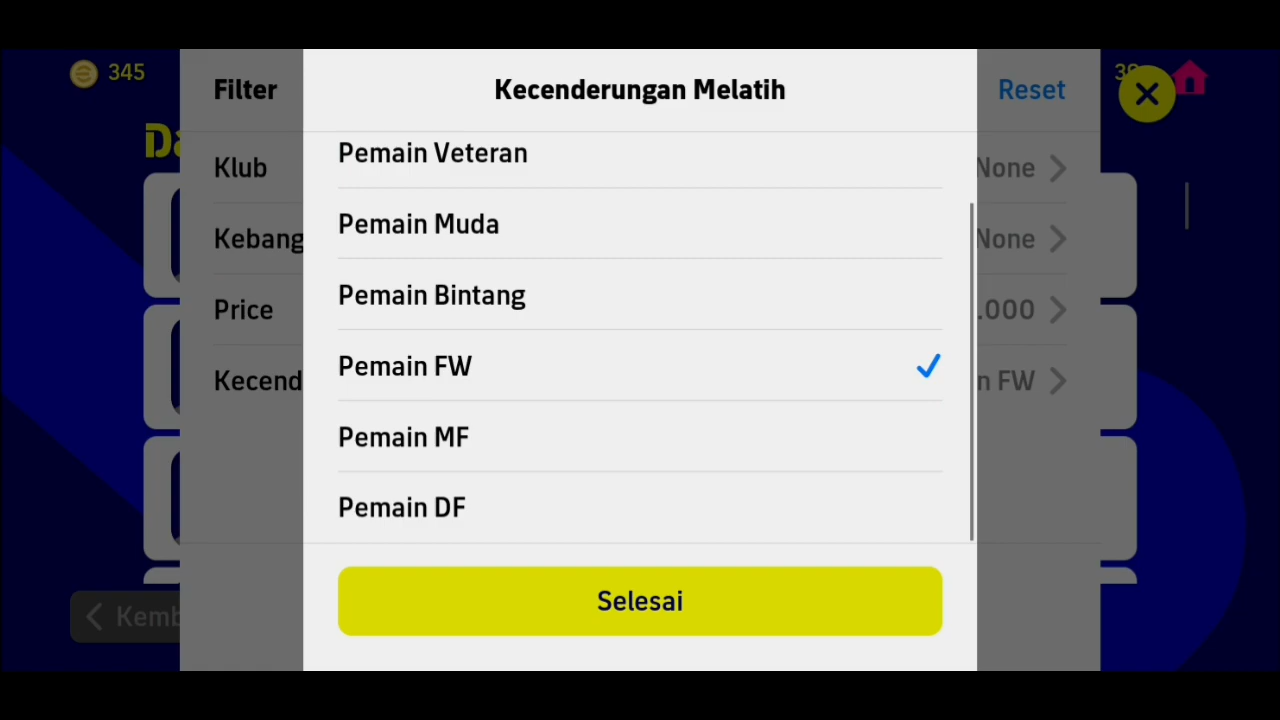 345
Filter
Kecenderungan Melatih
Reset
Klub
None
Price
.000
n FW
Pemain Veteran
Pemain Muda
Pemain Bintang
Pemain FW
Pemain MF
Pemain DF
Selesai
Kebang
None
Kecend
Kemb
Da